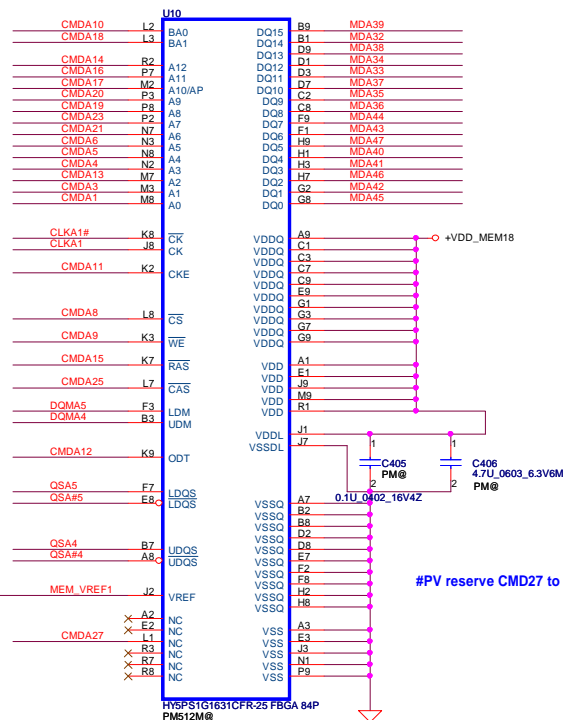 U10
CMDA10 L2 BA0 DQ15 B9 MDA39
CMDA18 L3 BA1 DQ14 B1 MDA32
DQ13 D9 MDA38
CMDA14 R2 A12 DQ12 D1 MDA34
CMDA16 P7 A11 DQ11 D3 MDA33
CMDA17 M2 A10/AP DQ10 D7 MDA37
CMDA20 P3 A9 DQ9 C2 MDA35
CMDA19 P8 A8 DQ8 C8 MDA36
CMDA23 P2 A7 DQ7 F9 MDA44
CMDA21 N7 A6 DQ6 F1 MDA43
CMDA6 N3 A5 DQ5 H9 MDA47
CMDA5 N8 A4 DQ4 H1 MDA40
CMDA4 N2 A3 DQ3 H3 MDA41
CMDA13 M7 A2 DQ2 H7 MDA46
CMDA3 M3 A1 DQ1 G2 MDA42
CMDA1 M8 A0 DQ0 G8 MDA45
CLKA1# K8 CK VDDQ A9 +VDD_MEM18
CLKA1 J8 CK VDDQ C1
VDDQ C3
CMDA11 K2 CKE VDDQ C7
VDDQ C9
VDDQ E9
VDDQ G1
CMDA8 L8 CS VDDQ G3
VDDQ G7
CMDA9 K3 WE VDDQ G9
CMDA15 K7 RAS VDD A1
VDD E1
CMDA25 L7 CAS VDD J9
VDD M9
DQMA5 F3 LDM VDD R1
DQMA4 B3 UDM
VDDL J1
VSSDL J7
CMDA12 K9 ODT
1 1
C405 C406
PM@ 4.7U_0603_6.3V6M
2 2 PM@
0.1U_0402_16V4Z
QSA5 F7 LDQS VSSQ A7
QSA#5 E8 LDQS VSSQ B2
VSSQ B8
VSSQ D2
QSA4 B7 UDQS VSSQ D8
QSA#4 A8 UDQS VSSQ E7
VSSQ F2
VSSQ F8
MEM_VREF1 J2 VREF VSSQ H2
VSSQ H8
#PV reserve CMD27 to
A2 NC
E2 NC VSS A3
CMDA27 L1 NC VSS E3
R3 NC VSS J3
R7 NC VSS N1
R8 NC VSS P9
HY5PS1G1631CFR-25 FBGA 84P
PM512M@